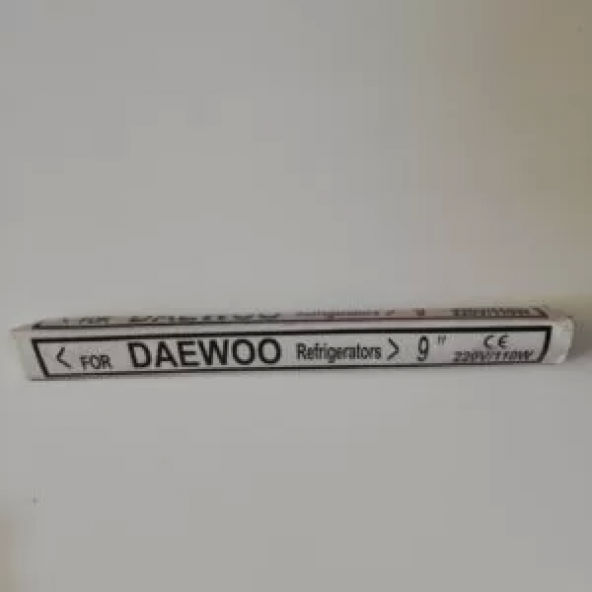 < FOR DAEWOO Refrigerators > 9" CE
220V/110W